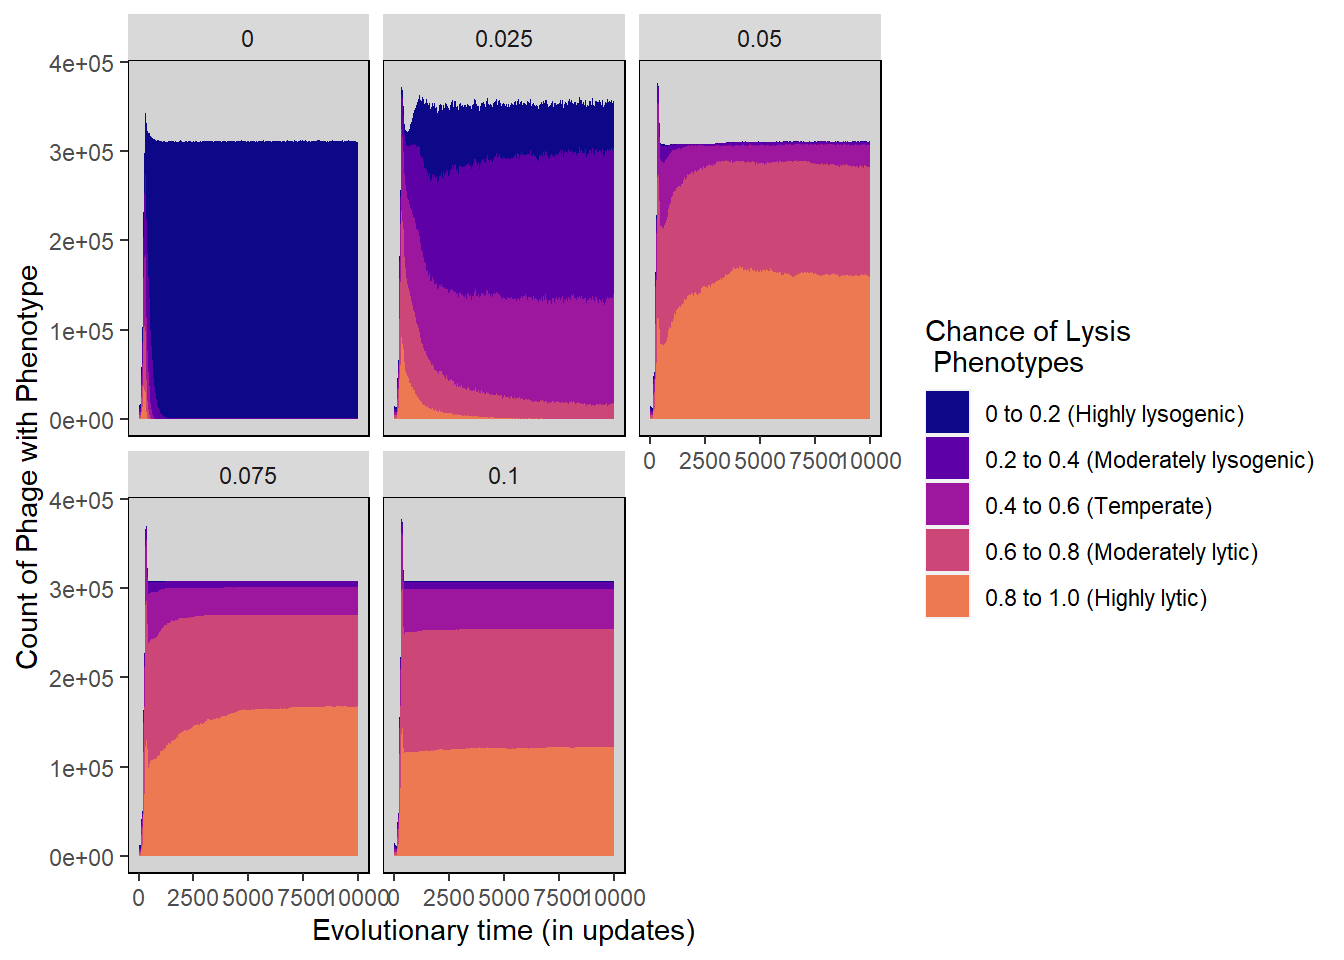 0
0.025
0.05
4e+05
3e+05
2e+05
1e+05
0e+00
0 2500 5000 7500 10000
0.075
0.1
4e+05
3e+05
2e+05
1e+05
0e+00
0 2500 5000 7500 10000
0 2500 5000 7500 10000
Evolutionary time (in updates)
Count of Phage with Phenotype
Chance of Lysis
Phenotypes
0 to 0.2 (Highly lysogenic)
0.2 to 0.4 (Moderately lysogenic)
0.4 to 0.6 (Temperate)
0.6 to 0.8 (Moderately lytic)
0.8 to 1.0 (Highly lytic)